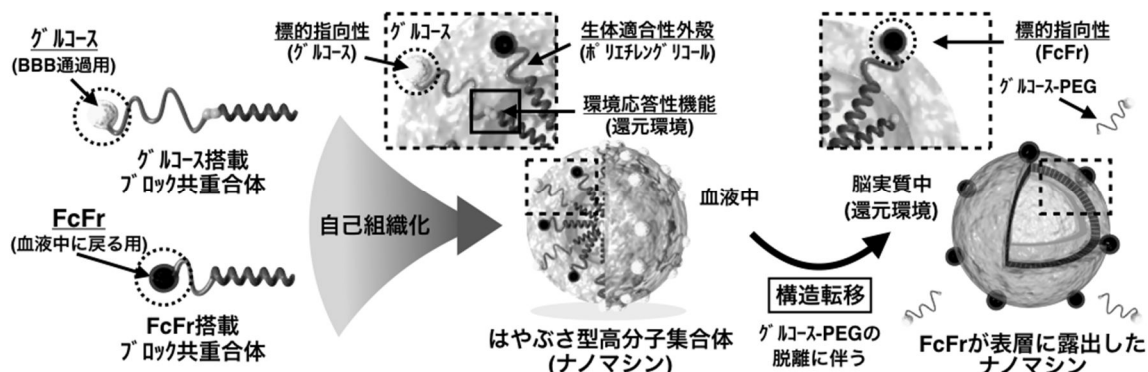 グルコース
(BBB通過用)
グルコース搭載
ブロック共重合体
FcFr
(血液中に戻る用)
FcFr搭載
ブロック共重合体
自己組織化
標的指向性
(グルコース)
グルコース
生体適合性外殻
(ポリエチレングリコール)
環境応答性機能
(還元環境)
はやぶさ型高分子集合体
(ナノマシン)
血液中
構造転移
グルコース-PEGの
脱離に伴う
脳実質中
(還元環境)
標的指向性
(FcFr)
グルコース-PEG
FcFrが表層に露出した
ナノマシン